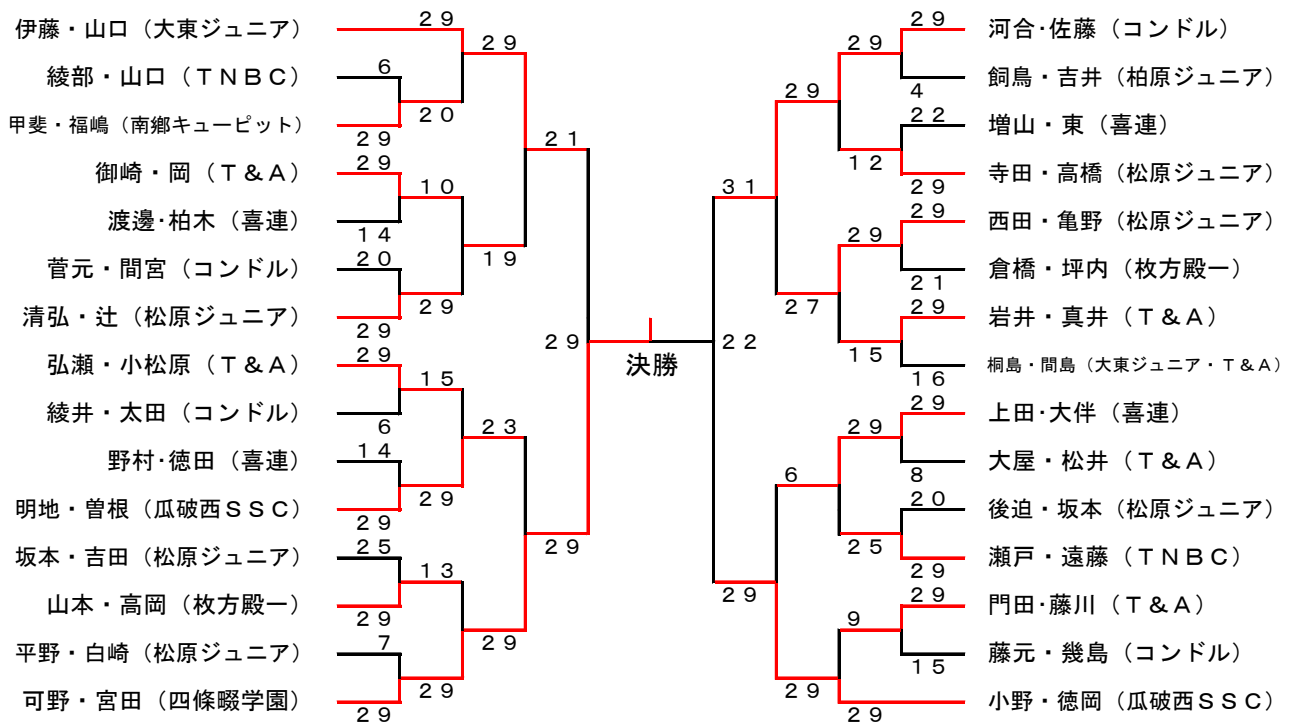 伊藤・山口（大東ジュニア）
綾部・山口（ＴＮＢＣ）
甲斐・福嶋（南郷キューピット）
御崎・岡（Ｔ＆Ａ）
渡邊・柏木（喜連）
菅元・間宮（コンドル）
清弘・辻（松原ジュニア）
弘瀬・小松原（Ｔ＆Ａ）
綾井・太田（コンドル）
野村・徳田（喜連）
明地・曽根（瓜破西ＳＳＣ）
坂本・吉田（松原ジュニア）
山本・高岡（枚方殿一）
平野・白崎（松原ジュニア）
可野・宮田（四條畷学園）
２９
６
２９
２９
１４
２０
２９
２９
６
１４
２９
２５
２９
７
２９
２９
２０
１０
２９
１５
２９
１３
２９
２１
１９
２３
２９
２９
決勝
２２
３１
２９
２９
２７
６
２９
２９
１２
２９
１５
２９
２５
９
２９
２９
４
２２
２９
２９
２１
２９
１６
２９
８
２０
２９
２９
１５
河合・佐藤（コンドル）
飼鳥・吉井（柏原ジュニア）
増山・東（喜連）
寺田・高橋（松原ジュニア）
西田・亀野（松原ジュニア）
倉橋・坪内（枚方殿一）
岩井・真井（Ｔ＆Ａ）
桐島・間島（大東ジュニア・Ｔ＆Ａ）
上田・大伴（喜連）
大屋・松井（Ｔ＆Ａ）
後迫・坂本（松原ジュニア）
瀬戸・遠藤（ＴＮＢＣ）
門田・藤川（Ｔ＆Ａ）
藤元・幾島（コンドル）
小野・徳岡（瓜破西ＳＳＣ）